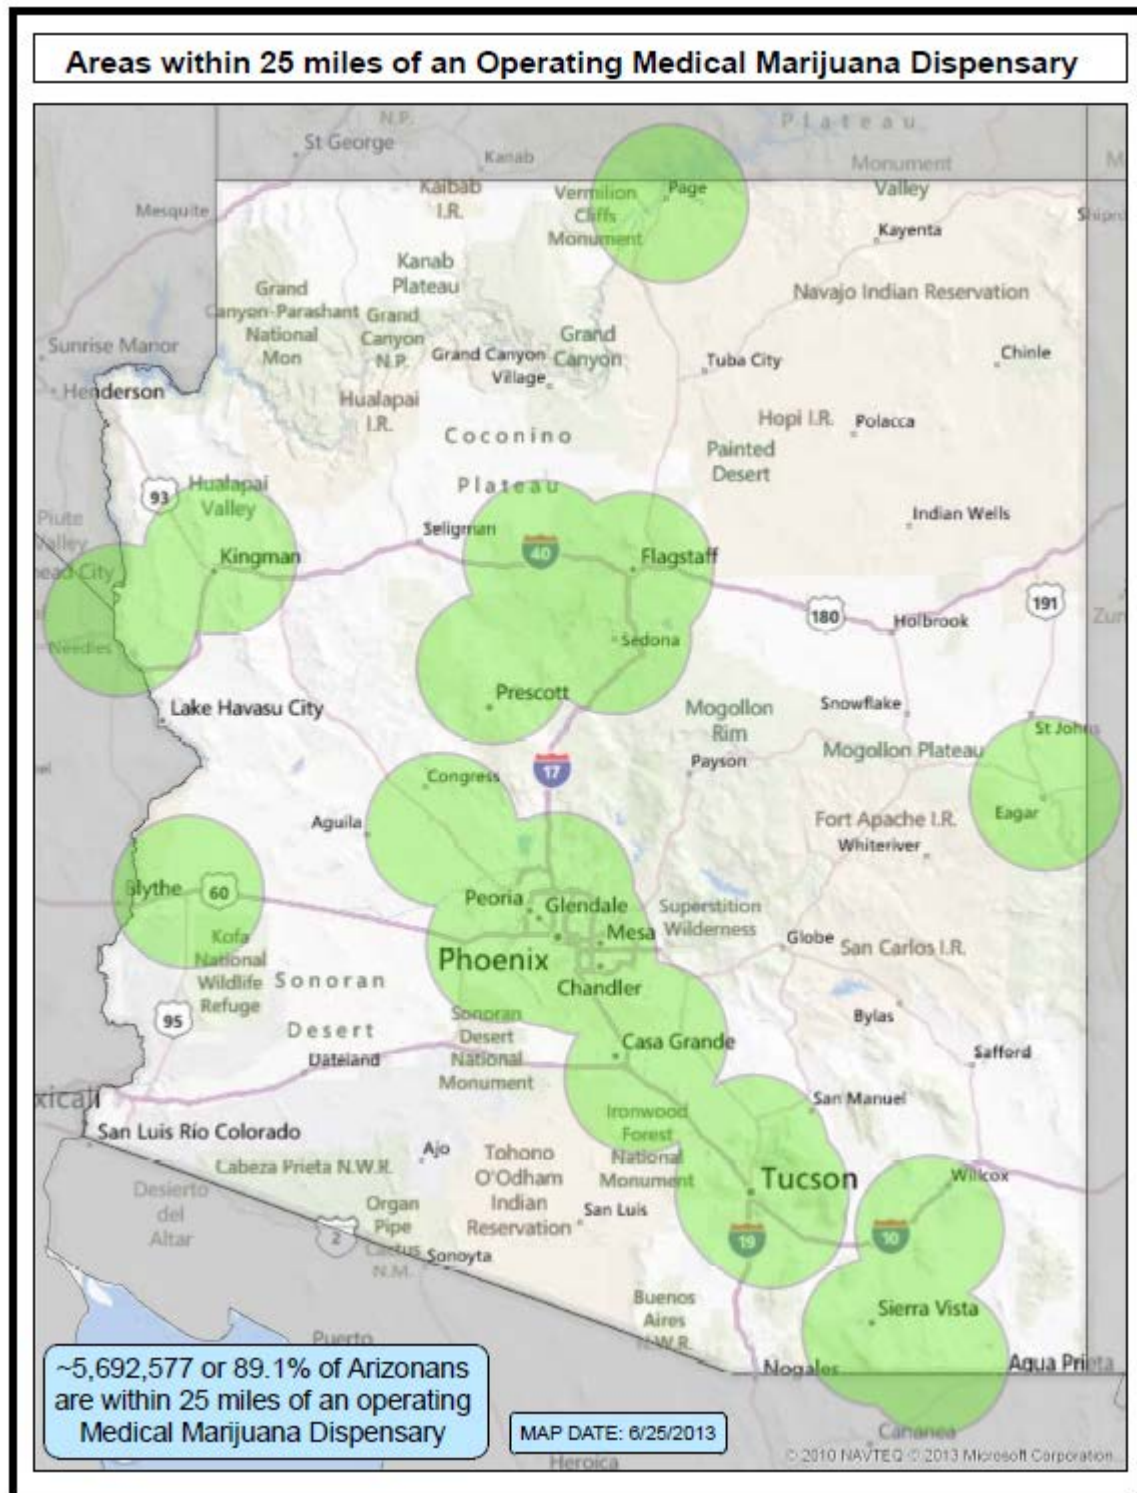 Areas within 25 miles of an Operating Medical Marijuana Dispensary
N.P.
Plateau
St George
Kanab
Monument
Valley
M
Kaibab
I.R.
Vermilion
Cliffs
Monument
Page
Mesquite
Shipro
Kayenta
Kanab
Plateau
Grand
Canyon-Parashant
National
Mon
Grand
Canyon
N.P.
Navajo Indian Reservation
Sunrise Manor
Grand Canyon
Village
Grand
Canyon
Tuba City
Chinle
Henderson
Hualapai
I.R.
Hopi I.R.
Polacca
Coconino
Plateau
Painted
Desert
93
Hualapai
Valley
Piute
Valley
Seligman
Indian Wells
Kingman
40
Flagstaff
ead City
191
180
Holbrook
Zun
Needles
Sedona
Prescott
Lake Havasu City
Mogollon
Rim
Snowflake
St Johns
Mogollon Plateau
17
Payson
Congress
Aguila
Eagar
Fort Apache I.R.
Whiteriver
Blythe
60
Peoria
Glendale
Superstition
Wilderness
Mesa
Globe
San Carlos I.R.
Kofa
National
Wildlife
Refuge
Phoenix
Chandler
Sonoran
Desert
95
Sonoran
Desert
National
Monument
Bylas
Casa Grande
Safford
Dateland
xicali
San Manuel
San Luis Río Colorado
Ironwood
Forest
National
Monument
Ajo
Tohono
O'Odham
Indian
Reservation
Cabeza Prieta N.W.R.
Tucson
Willcox
Desierto
del
Altar
Organ
Pipe
Cactus
N.M.
San Luis
2
Sonoyta
19
10
Buenos
Aires
N.W.R.
Sierra Vista
Puerto
Nogales
Agua Prieta
~5,692,577 or 89.1% of Arizonans
are within 25 miles of an operating
Medical Marijuana Dispensary
MAP DATE: 6/25/2013
Cananea
Heroica
© 2010 NAVTEQ © 2013 Microsoft Corporation